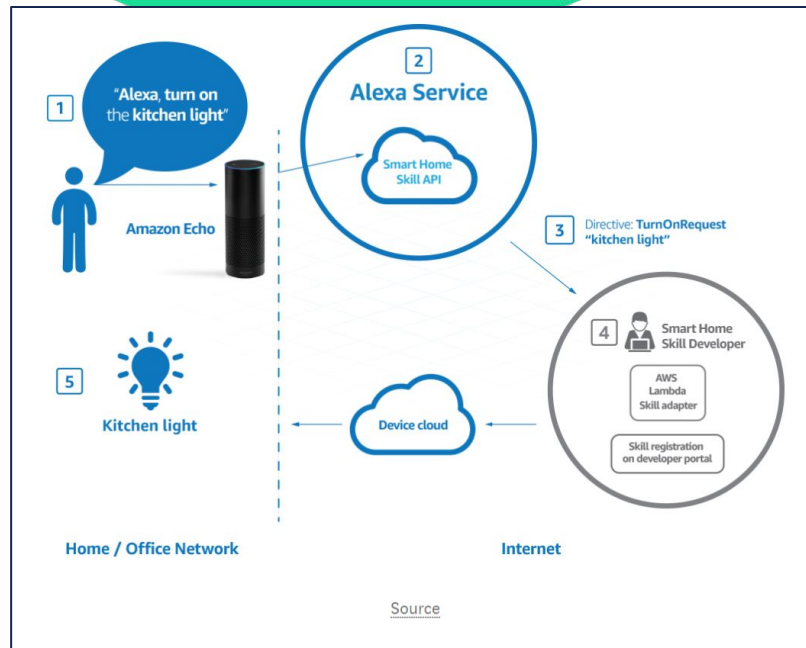 1
“Alexa, turn on
the kitchen light”
Amazon Echo
2
Alexa Service
Smart Home
Skill API
3
Directive: TurnOnRequest
“kitchen light”
4
Smart Home
Skill Developer
AWS
Lambda
Skill adapter
Skill registration
on developer portal
Device cloud
5
Kitchen light
Home / Office Network
Internet
Source